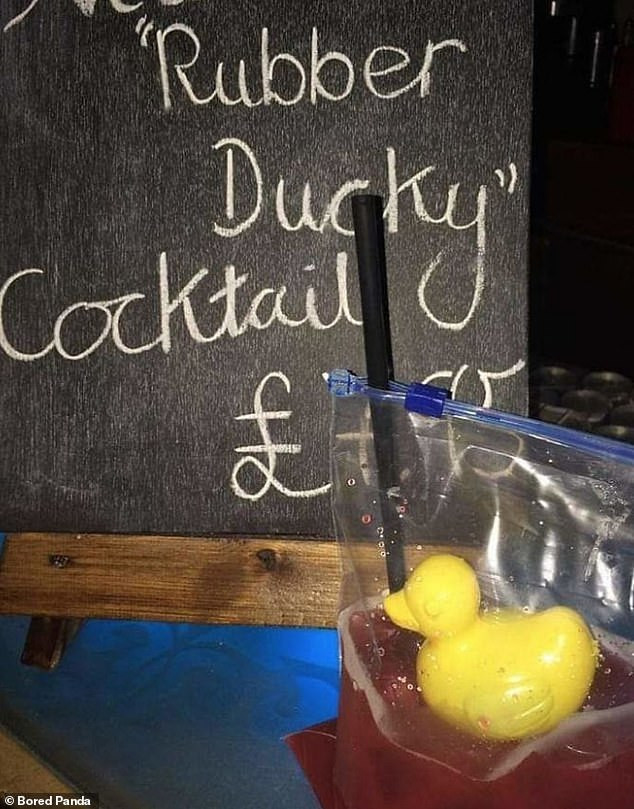 "Rubber
Ducky"
Cocktail
£
© Bored Panda